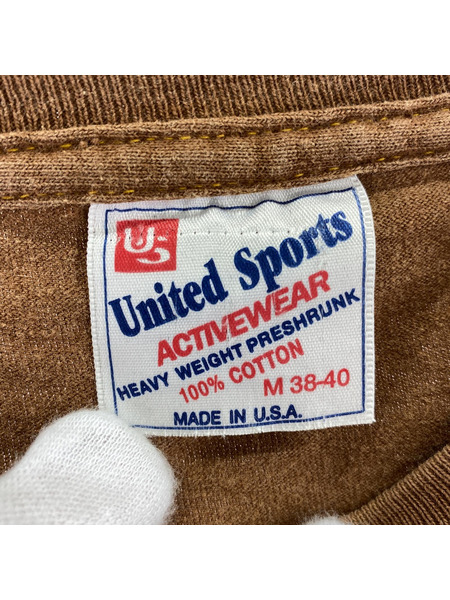 US
United Sports
ACTIVEWEAR
HEAVY WEIGHT PRESHRUNK
100% COTTON
M 38-40
MADE IN U.S.A.